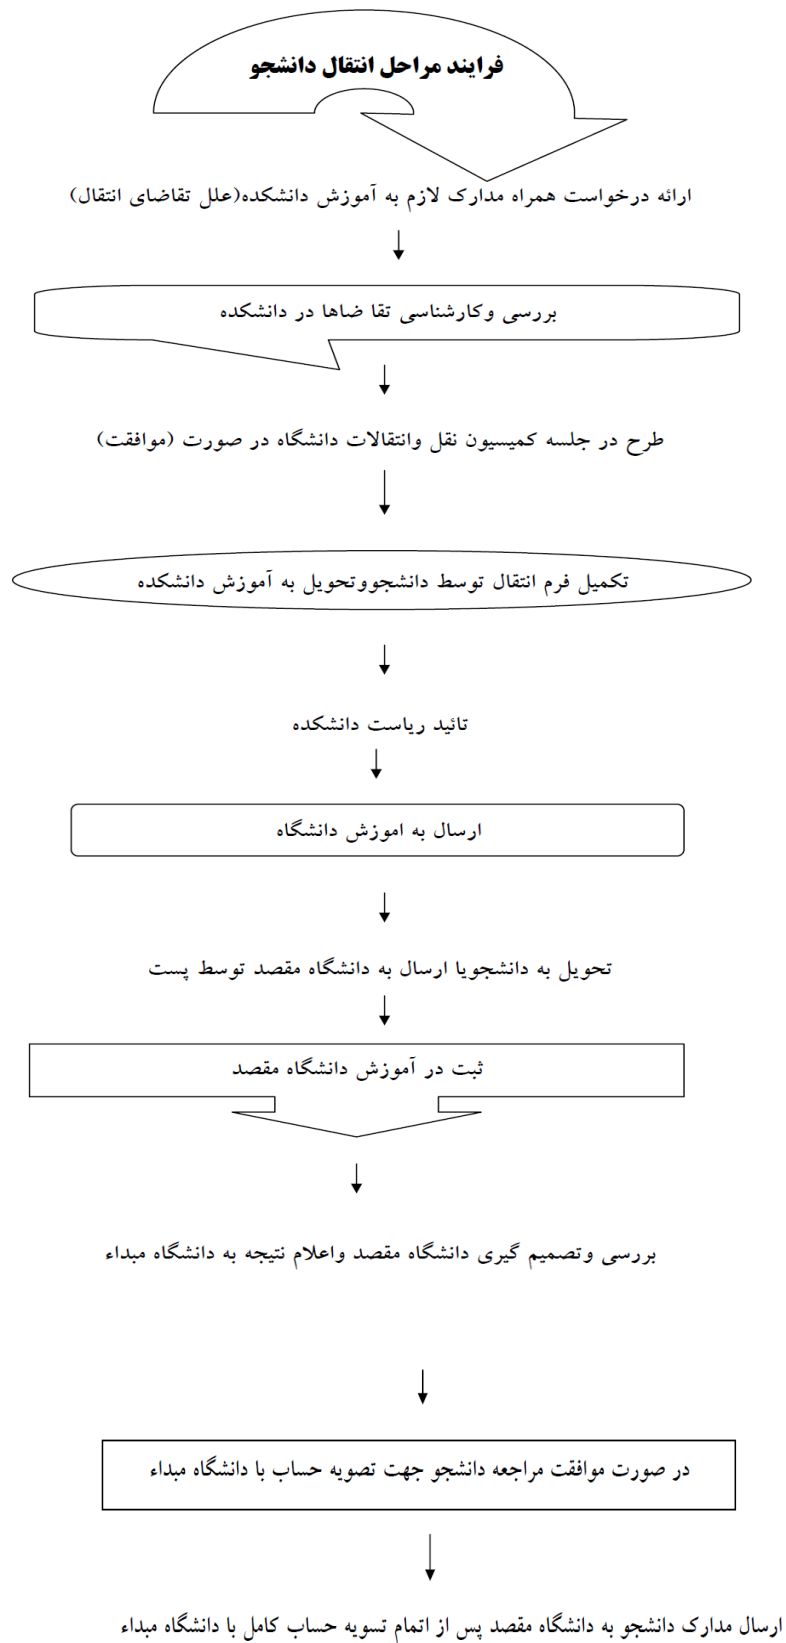 فرایند مراحل انتقال دانشجو
ارائه درخواست همراه مدارک لازم به آموزش دانشکده(علل تقاضای انتقال)
بررسی وکارشناسی تقا ضاها در دانشکده
طرح در جلسه کمیسیون نقل وانتقالات دانشگاه در صورت (موافقت)
تکمیل فرم انتقال توسط دانشجووتحویل به آموزش دانشکده
تائید ریاست دانشکده
ارسال به اموزش دانشگاه
تحویل به دانشجویا ارسال به دانشگاه مقصد توسط پست
ثبت در آموزش دانشگاه مقصد
بررسی وتصمیم گیری دانشگاه مقصد واعلام نتیجه به دانشگاه مبداء
در صورت موافقت مراجعه دانشجو جهت تصویه حساب با دانشگاه مبداء
ارسال مدارک دانشجو به دانشگاه مقصد پس از اتمام تسویه حساب کامل با دانشگاه مبداء